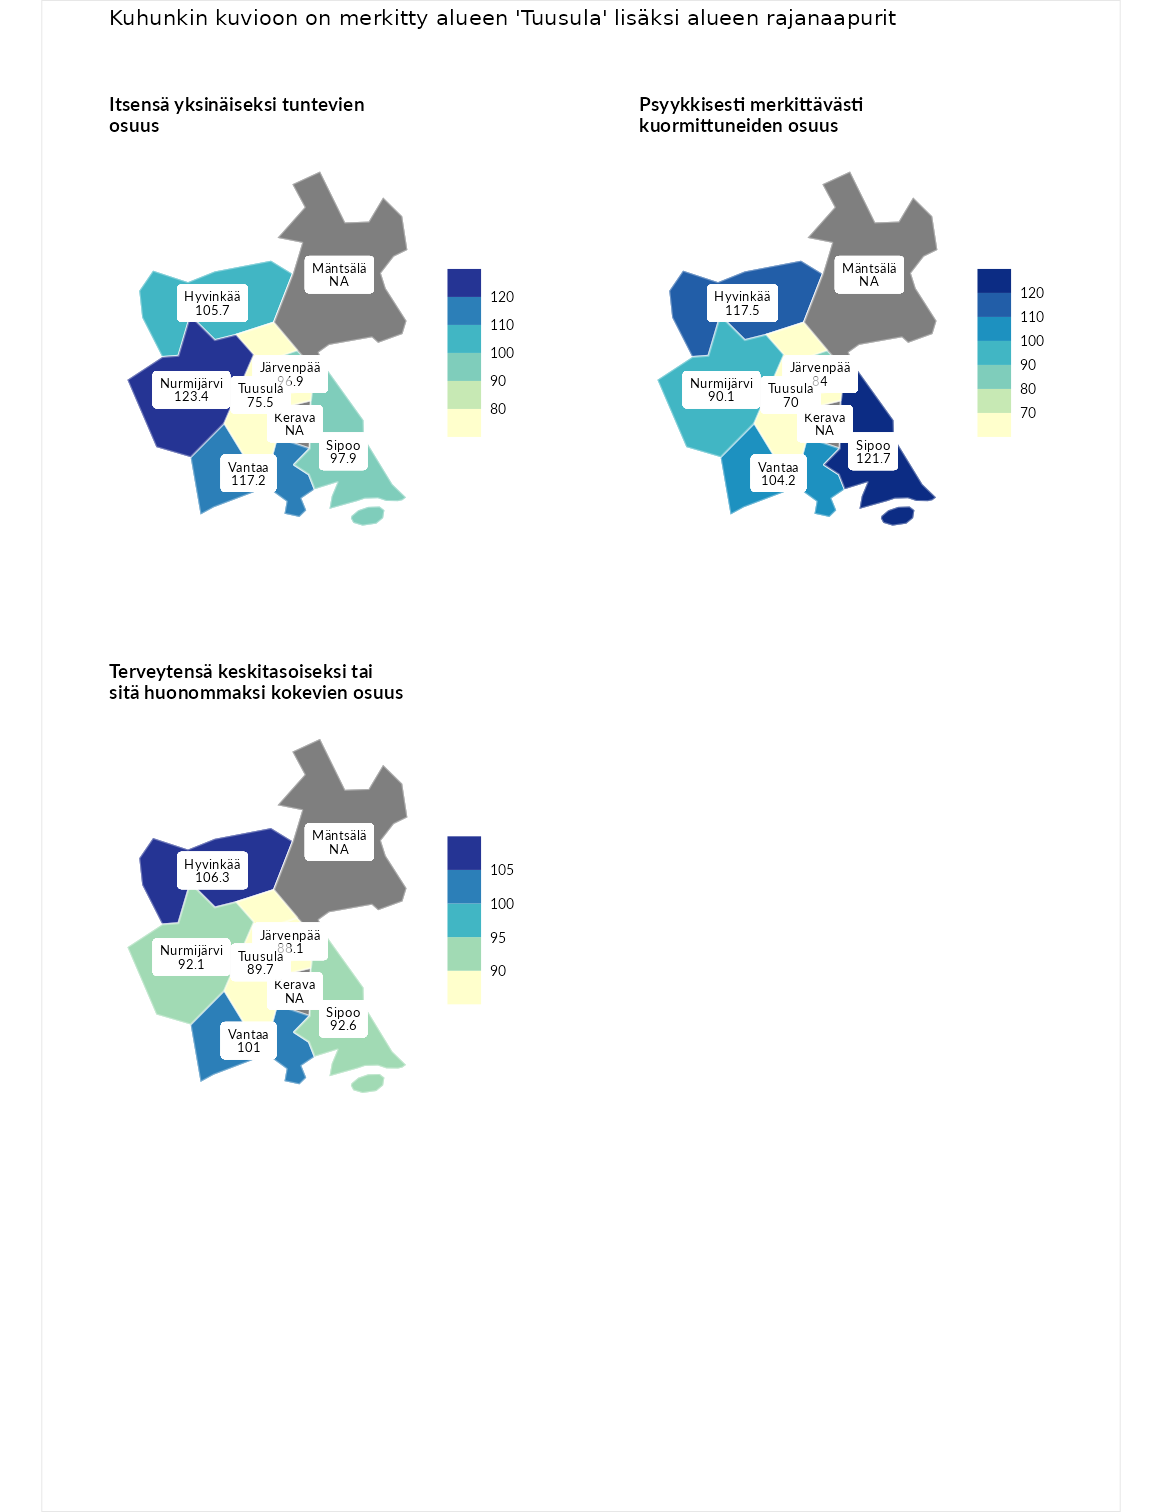 Kuhunkin kuvioon on merkitty alueen 'Tuusula' lisäksi alueen rajanaapurit
Itsensä yksinäiseksi tuntevien
osuus
Mäntsälä
NA
Hyvinkää
105.7
Järvenpää
96.9
Nurmijärvi
123.4
Tuusula
75.5
Kerava
NA
Sipoo
97.9
Vantaa
117.2
120
110
100
90
80
Psyykkisesti merkittävästi
kuormittuneiden osuus
Mäntsälä
NA
Hyvinkää
117.5
Järvenpää
84
Nurmijärvi
90.1
Tuusula
70
Kerava
NA
Sipoo
121.7
Vantaa
104.2
120
110
100
90
80
70
Terveytensä keskitasoiseksi tai
sitä huonommaksi kokevien osuus
Mäntsälä
NA
Hyvinkää
106.3
Järvenpää
88.1
Nurmijärvi
92.1
Tuusula
89.7
Kerava
NA
Sipoo
92.6
Vantaa
101
105
100
95
90